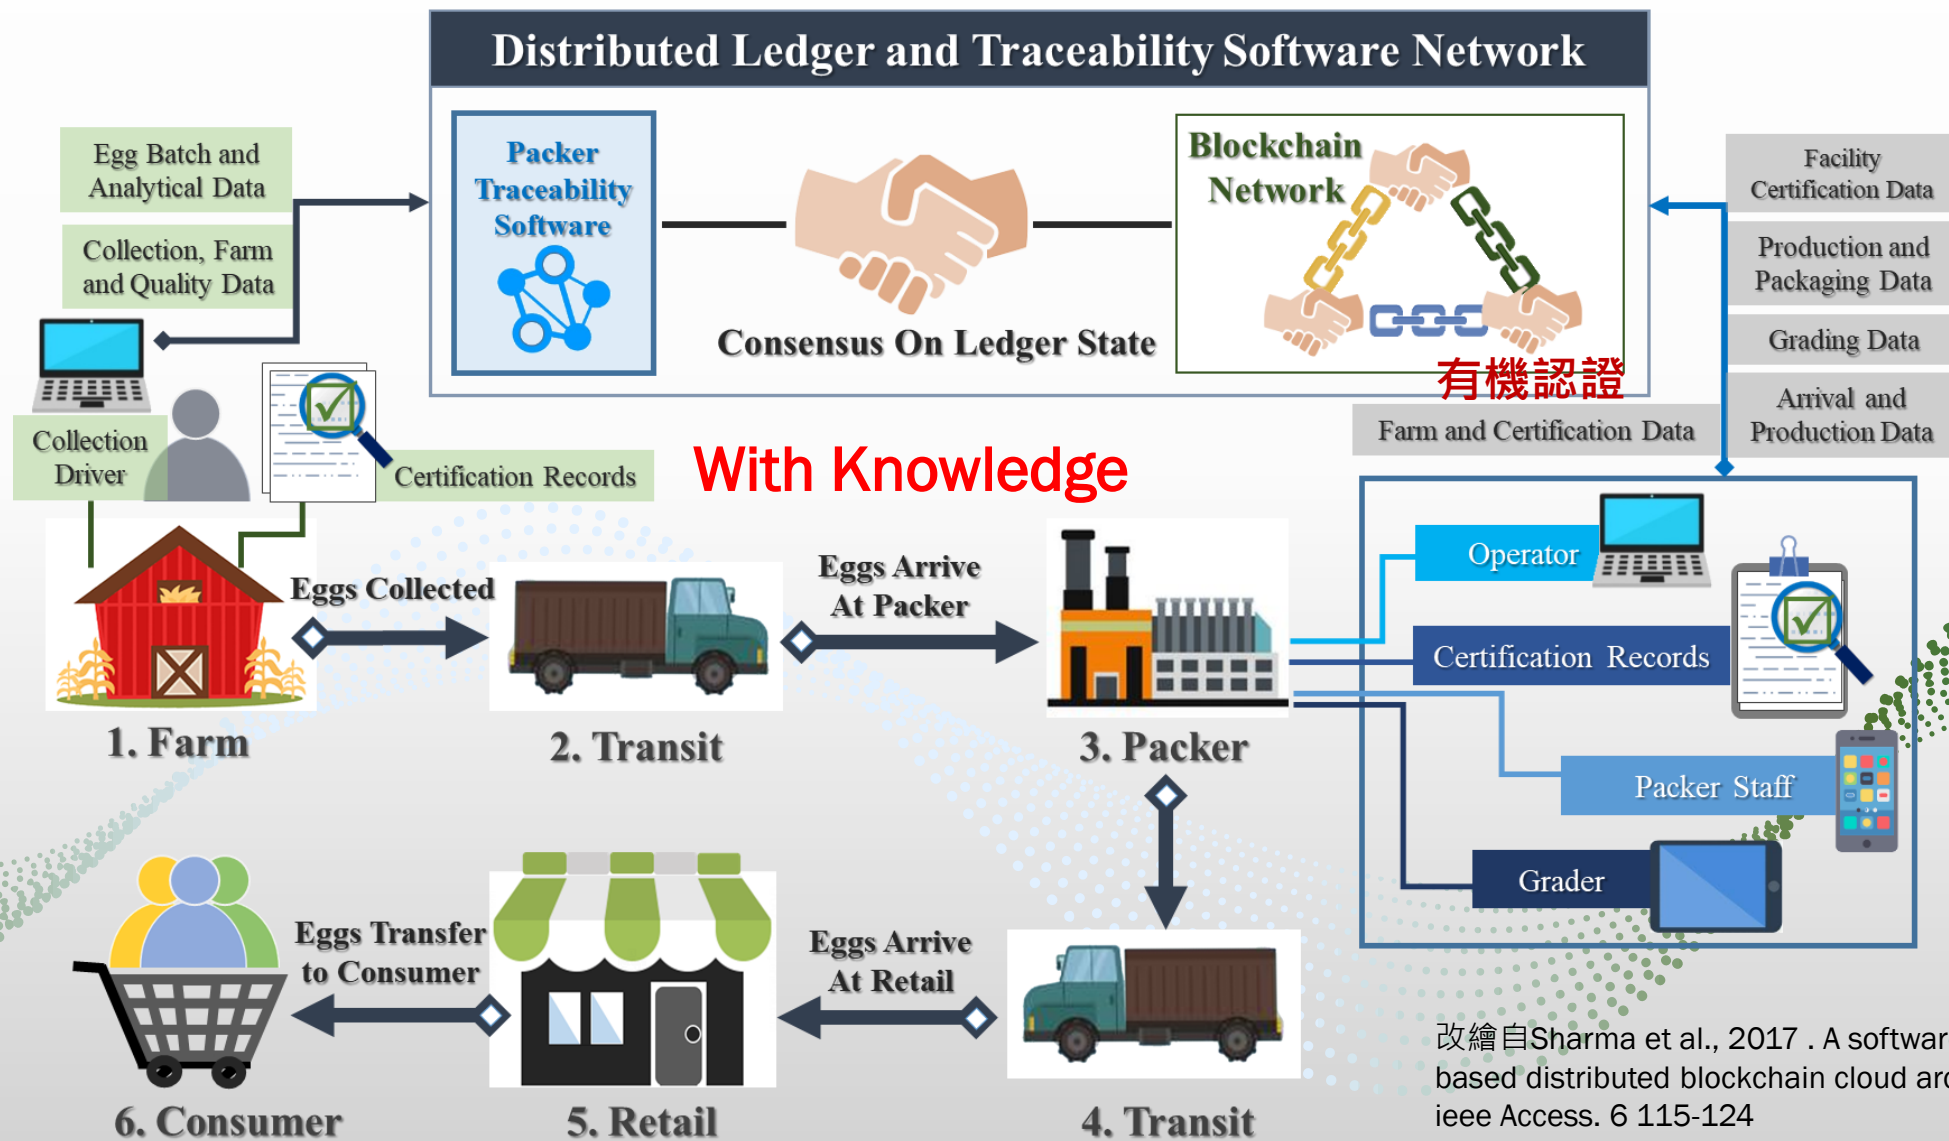 Distributed Ledger and Traceability Software Network
Packer
Traceability
Software
Consensus On Ledger State
Blockchain
Network
有機認證
Egg Batch and
Analytical Data
Collection, Farm
and Quality Data
Collection
Driver
Certification Records
With Knowledge
Facility
Certification Data
Production and
Packaging Data
Grading Data
Arrival and
Production Data
Farm and Certification Data
Eggs Collected
Eggs Arrive
At Packer
1. Farm
2. Transit
3. Packer
Operator
Certification Records
Packer Staff
Grader
Eggs Transfer
to Consumer
Eggs Arrive
At Retail
6. Consumer
5. Retail
4. Transit
改繪自Sharma et al., 2017 . A softwar
based distributed blockchain cloud
ieee Access. 6 115-124